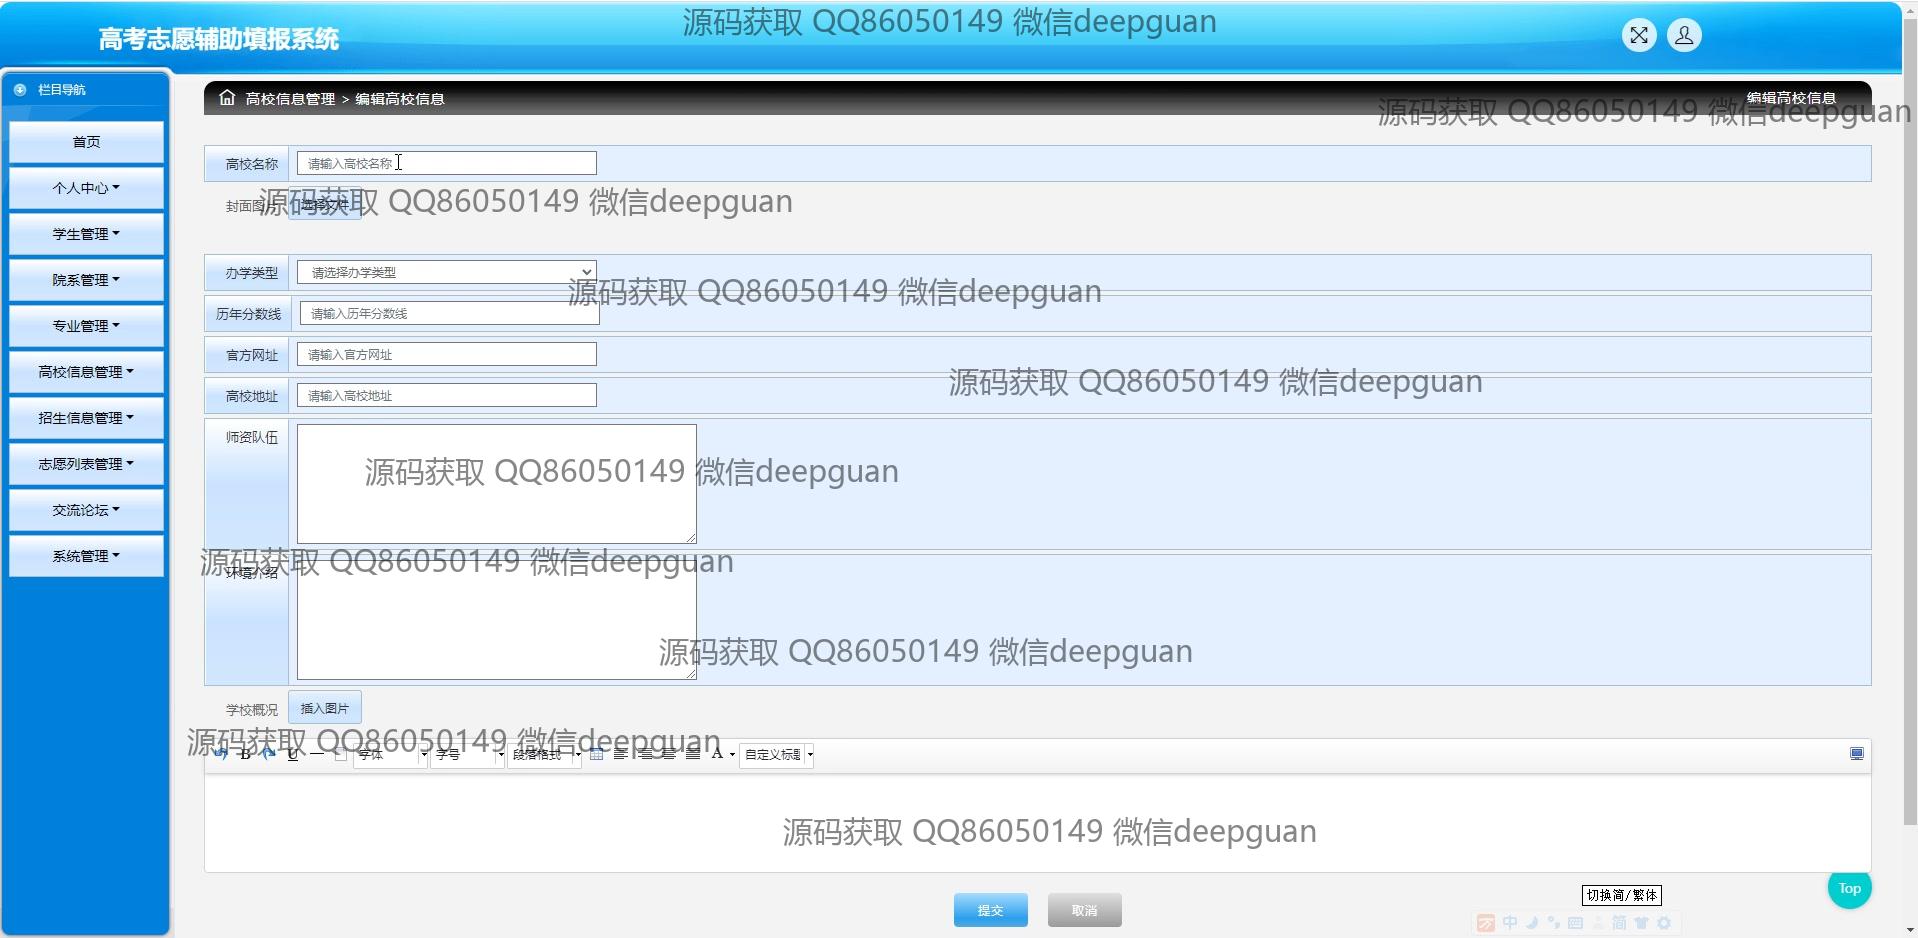 源码获取 QQ86050149 微信deepguan
高考志愿辅助填报系统
栏目导航
首页
个人中心
学生管理
院系管理
专业管理
高校信息管理
招生信息管理
志愿列表管理
交流论坛
系统管理
高校信息管理 > 编辑高校信息
编辑高校信息
源码获取 QQ86050149 微信deepguan
高校名称 请输入高校名称
封面图片 选择文件
源码获取 QQ86050149 微信deepguan
办学类型 请选择办学类型
源码获取 QQ86050149 微信deepguan
历年分数线 请输入历年分数线
官方网址 请输入官方网址
源码获取 QQ86050149 微信deepguan
高校地址 请输入高校地址
师资队伍
源码获取 QQ86050149 微信deepguan
源码获取 QQ86050149 微信deepguan
环境介绍
源码获取 QQ86050149 微信deepguan
学校概况 插入图片
源码获取 QQ86050149 微信deepguan
B U 字体 字号 段落格式 A 自定义标题
源码获取 QQ86050149 微信deepguan
Top
切换简/繁体
提交 取消
中 简